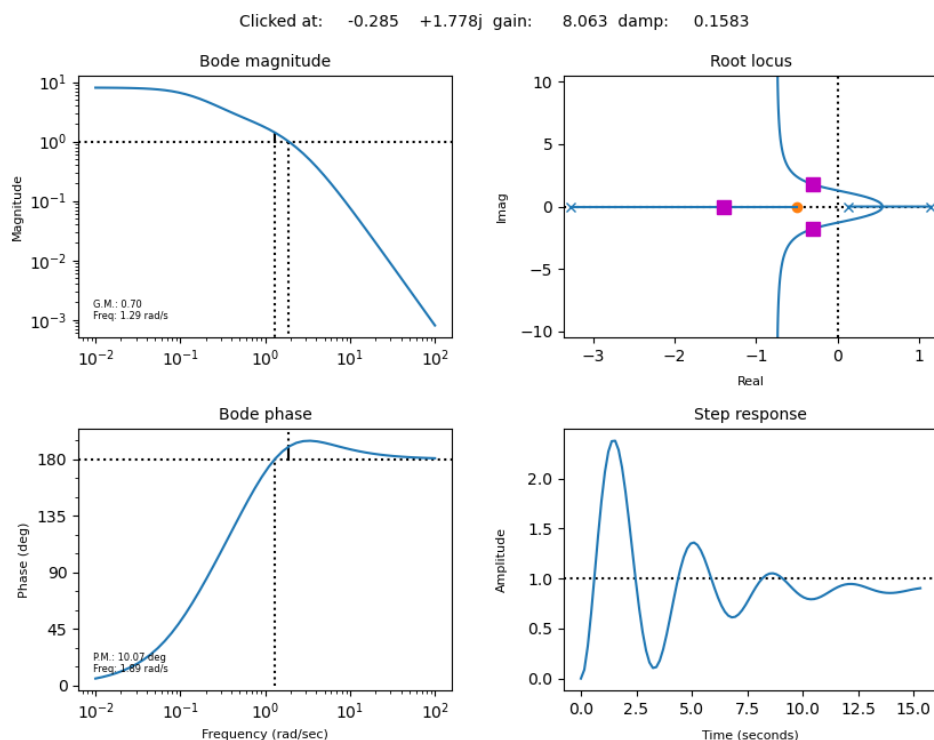 Clicked at: -0.285 +1.778j gain: 8.063 damp: 0.1583
Bode magnitude
10¹
10⁰
10⁻¹
10⁻²
10⁻³
Magnitude
G.M.: 0.70
Freq: 1.29 rad/s
10⁻² 10⁻¹ 10⁰ 10¹ 10²
Root locus
10
5
0
−5
−10
Imag
−3 −2 −1 0 1
Real
Bode phase
180
135
90
45
0
Phase (deg)
P.M.: 10.07 deg
Freq: 1.89 rad/s
10⁻² 10⁻¹ 10⁰ 10¹ 10²
Frequency (rad/sec)
Step response
2.0
1.5
1.0
0.5
0.0
Amplitude
0.0 2.5 5.0 7.5 10.0 12.5 15.0
Time (seconds)